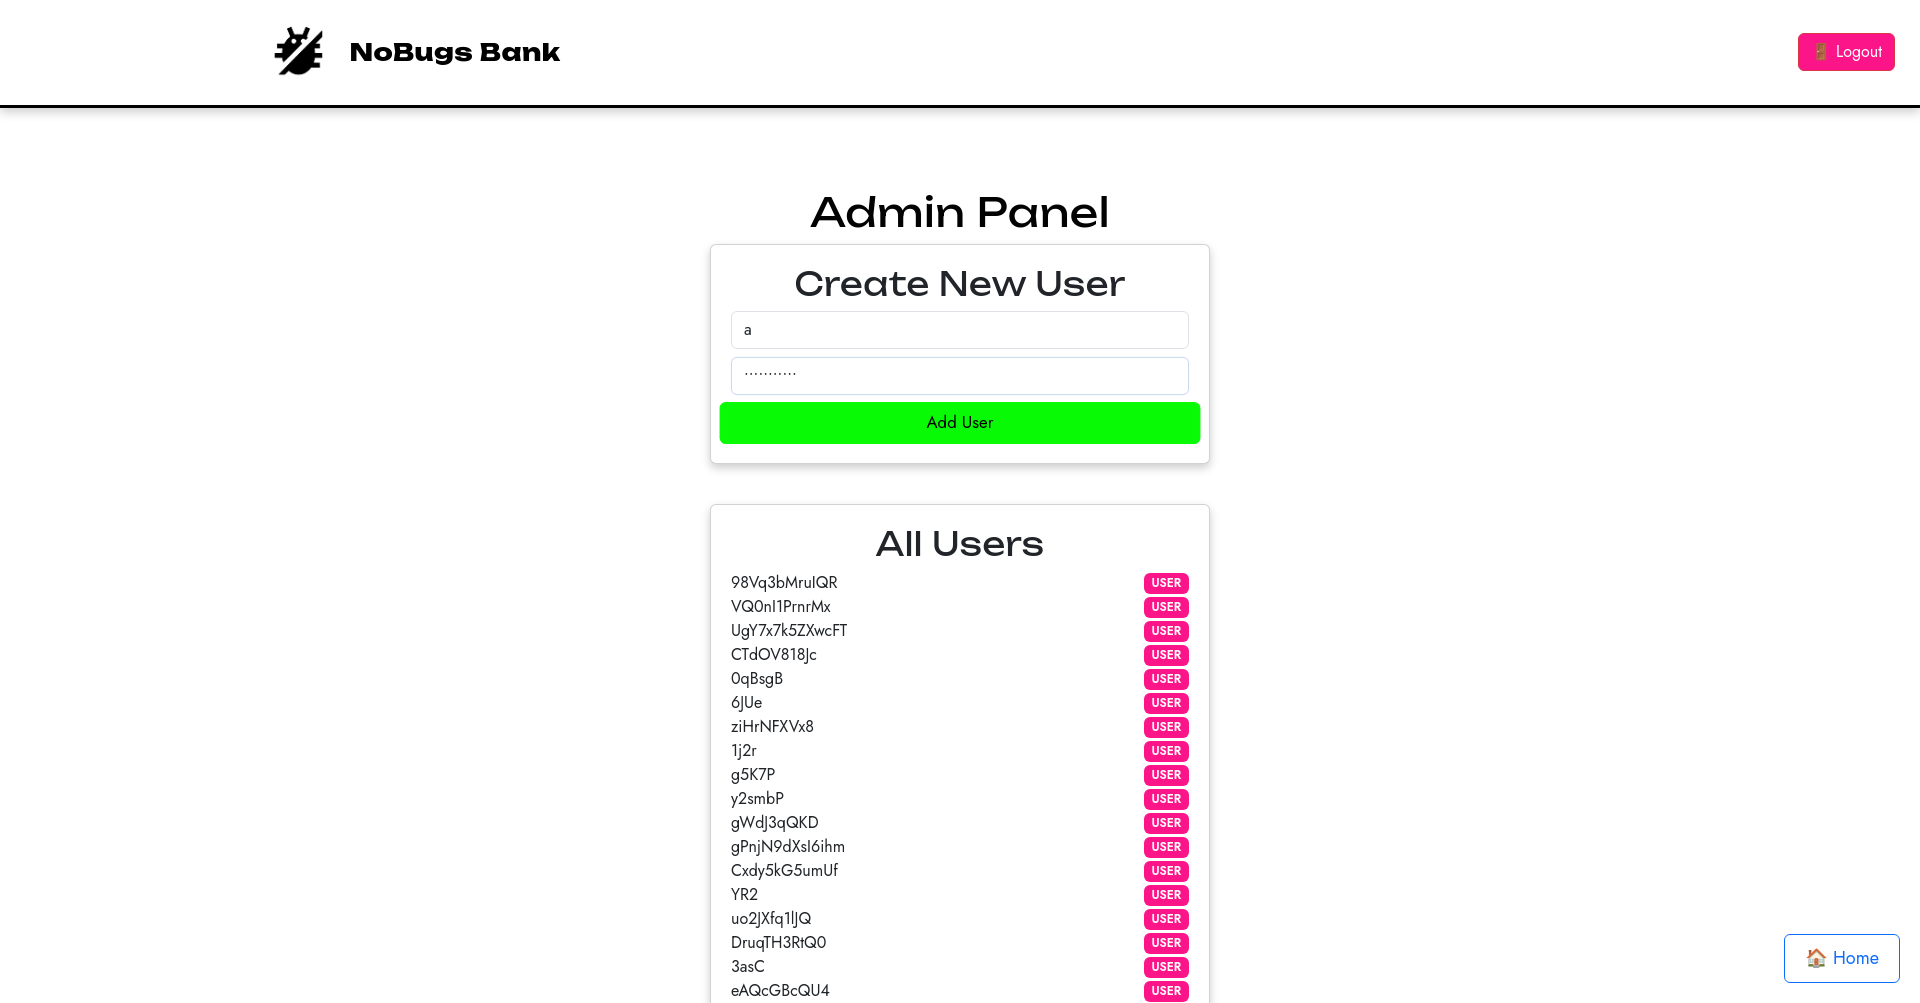 NoBugs Bank
🚪 Logout
Admin Panel
Create New User
a
···········
Add User
All Users
98Vq3bMruIQR USER
VQ0nI1PrnrMx USER
UgY7x7k5ZXwcFT USER
CTdOV818Jc USER
0qBsgB USER
6JUe USER
ziHrNFXVx8 USER
1j2r USER
g5K7P USER
y2smbP USER
gWdJ3qQKD USER
gPnjN9dXsI6ihm USER
Cxdy5kG5umUf USER
YR2 USER
uo2JXfq1lJQ USER
DruqTH3RtQ0 USER
3asC USER
eAQcGBcQU4 USER
🏠 Home